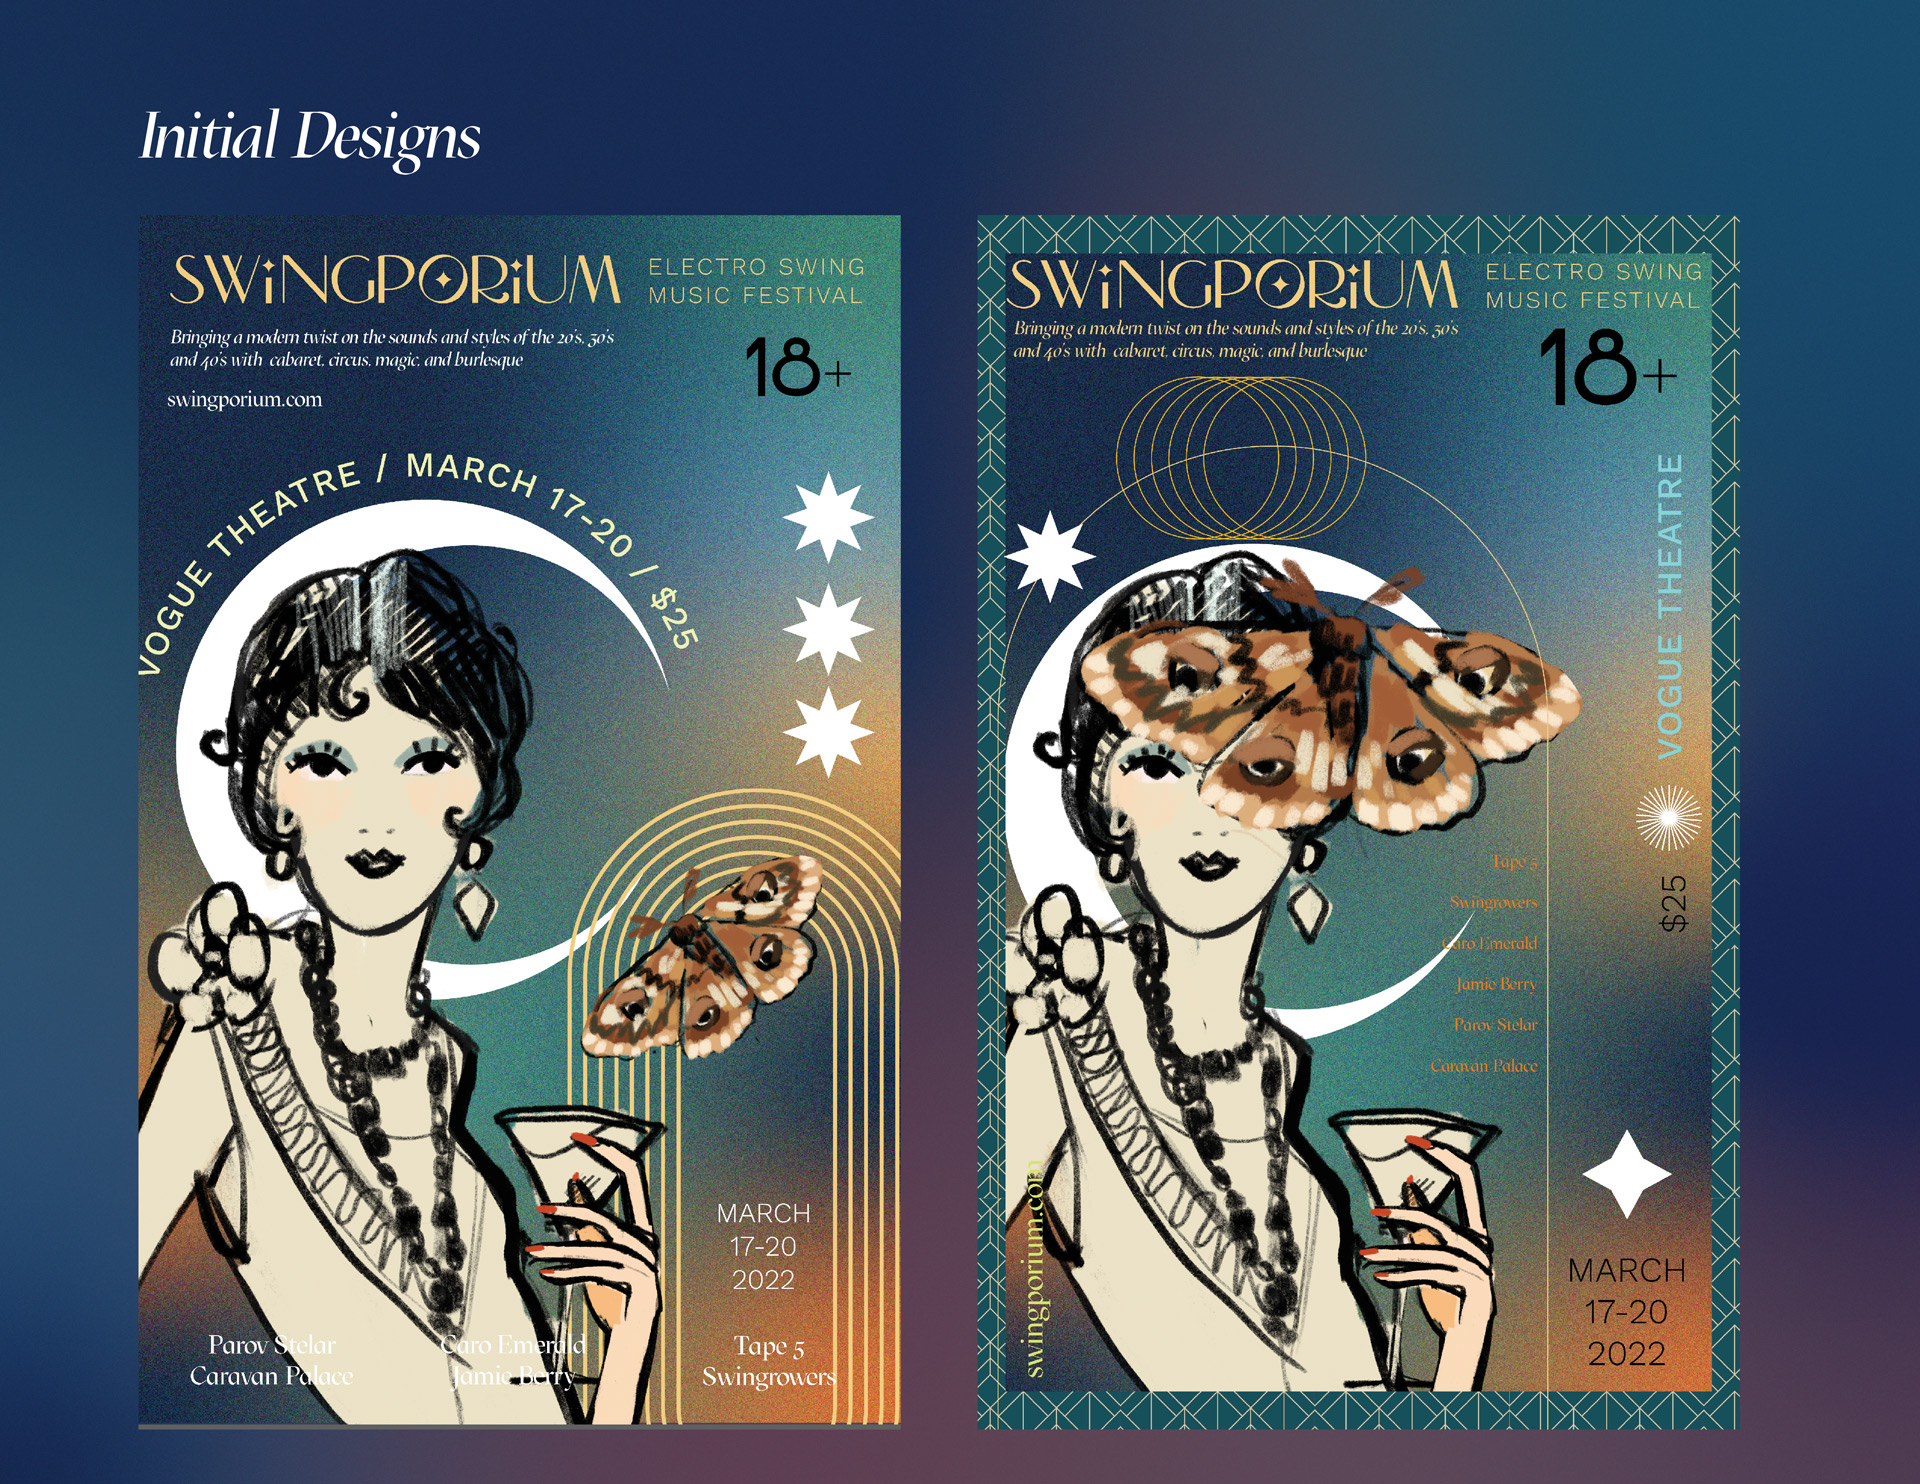 Initial Designs
SWiNGPORiUM
ELECTRO SWING
MUSIC FESTIVAL
Bringing a modern twist on the sounds and styles of the 20's, 30's
and 40's with cabaret, circus, magic, and burlesque
swingporium.com
18+
VOGUE THEATRE / MARCH 17-20 / $25
MARCH
17-20
2022
Parov Stelar
Caravan Palace
Caro Emerald
Jamie Berry
Tape 5
Swingrowers
SWiNGPORiUM
ELECTRO SWING
MUSIC FESTIVAL
Bringing a modern twist on the sounds and styles of the 20's, 30's
and 40's with cabaret, circus, magic, and burlesque
18+
VOGUE THEATRE
$25
Tape 5
Swingrowers
Caro Emerald
Jamie Berry
Parov Stelar
Caravan Palace
swingporium.com
MARCH
17-20
2022